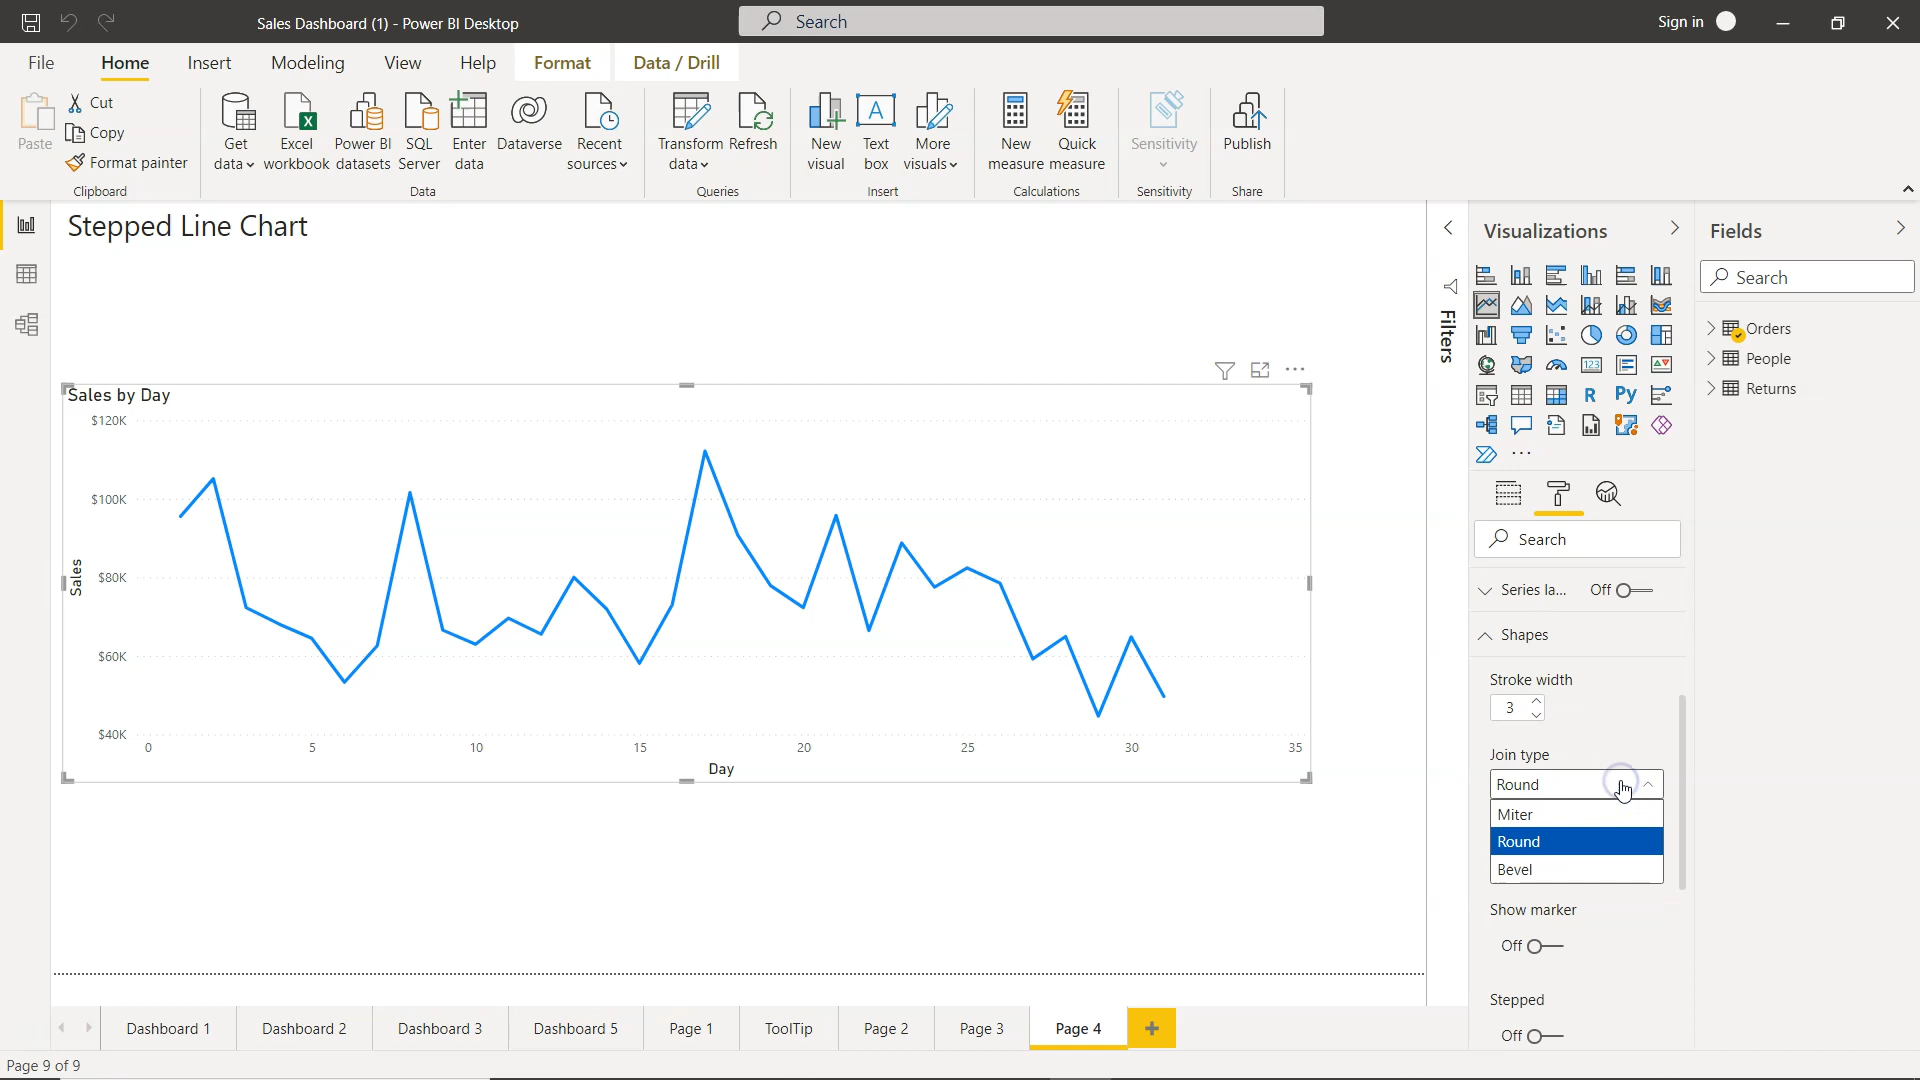 Sales Dashboard (1) - Power BI Desktop
Search
Sign in
File Home Insert Modeling View Help Format Data / Drill
Paste
Cut
Copy
Format painter
Clipboard
Get data
Excel workbook
Power BI datasets
SQL Server
Enter data
Dataverse
Recent sources
Data
Transform data
Refresh
Queries
New visual
Text box
More visuals
Insert
New measure
Quick measure
Calculations
Sensitivity
Sensitivity
Publish
Share
Stepped Line Chart
Sales by Day
$120K
$100K
$80K
$60K
$40K
Sales
0 5 10 15 20 25 30 35
Day
Filters
Visualizations
123
R
Py
Search
Series la... Off
Shapes
Stroke width
3
Join type
Round
Miter
Round
Bevel
Show marker
Off
Stepped
Off
Fields
Search
Orders
People
Returns
Dashboard 1 Dashboard 2 Dashboard 3 Dashboard 5 Page 1 ToolTip Page 2 Page 3 Page 4
Page 9 of 9